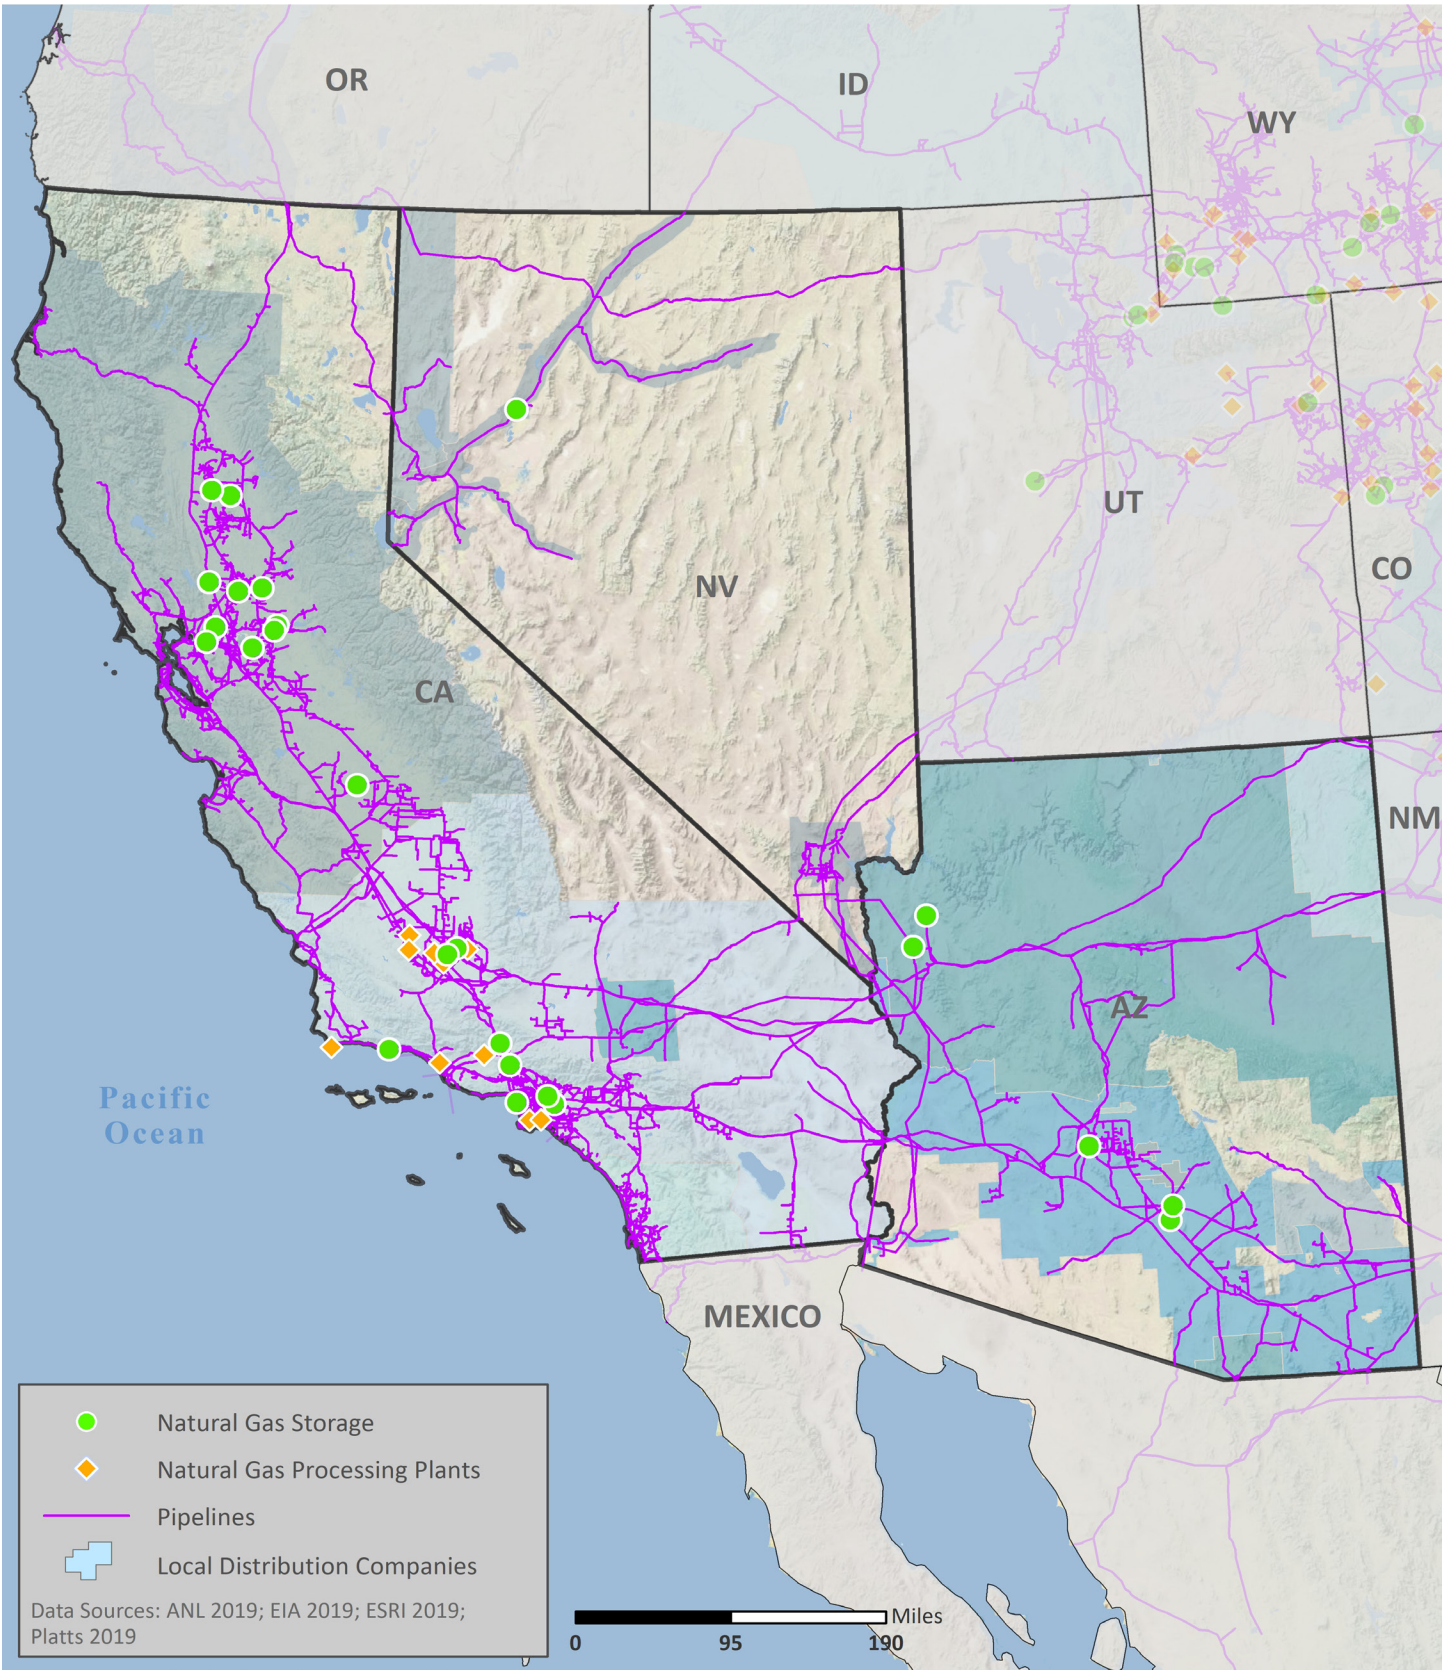 OR
ID
WY
UT
CO
NV
CA
NM
AZ
Pacific
Ocean
MEXICO
Natural Gas Storage
Natural Gas Processing Plants
Pipelines
Local Distribution Companies
Data Sources: ANL 2019; EIA 2019; ESRI 2019;
Platts 2019
Miles
0 95 190